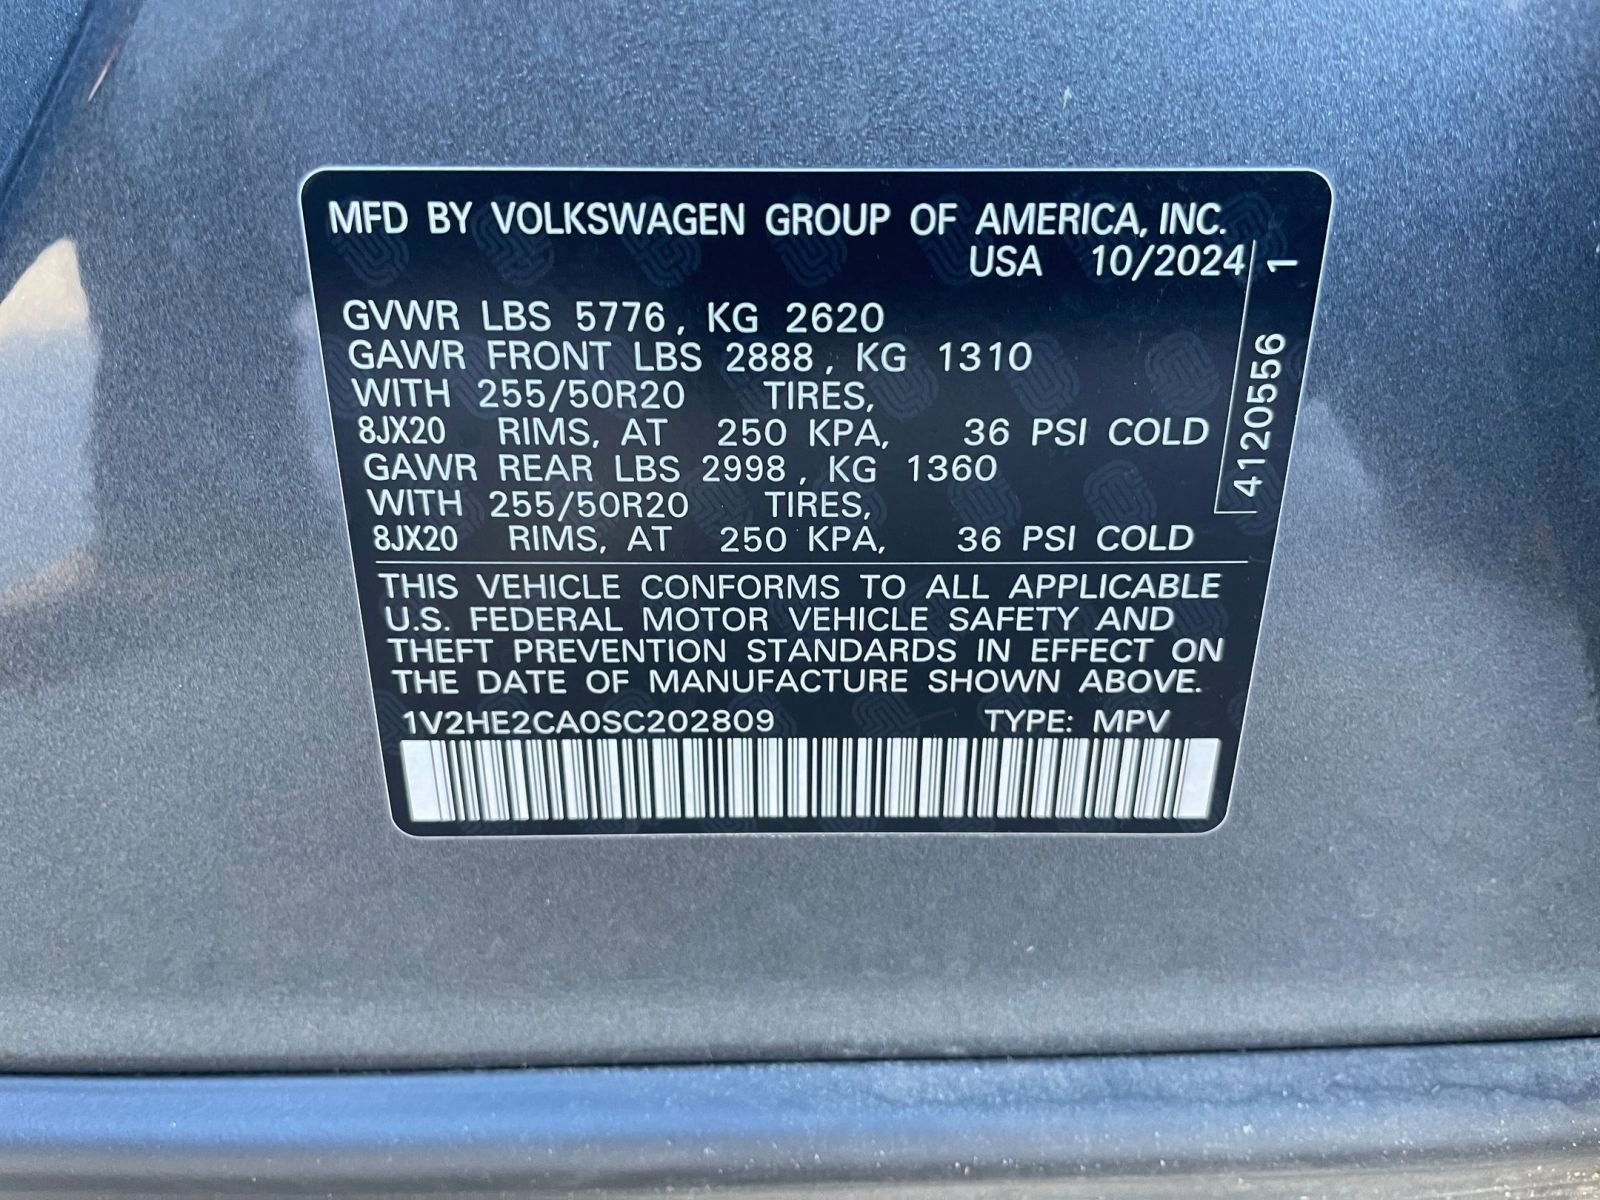 MFD BY VOLKSWAGEN GROUP OF AMERICA, INC.
USA 10/2024
GVWR LBS 5776, KG 2620
GAWR FRONT LBS 2888, KG 1310
WITH 255/50R20 TIRES,
8JX20 RIMS, AT 250 KPA, 36 PSI COLD
GAWR REAR LBS 2998, KG 1360
WITH 255/50R20 TIRES,
8JX20 RIMS, AT 250 KPA, 36 PSI COLD
4120556 1
THIS VEHICLE CONFORMS TO ALL APPLICABLE
U.S. FEDERAL MOTOR VEHICLE SAFETY AND
THEFT PREVENTION STANDARDS IN EFFECT ON
THE DATE OF MANUFACTURE SHOWN ABOVE.
1V2HE2CA0SC202809 TYPE: MPV